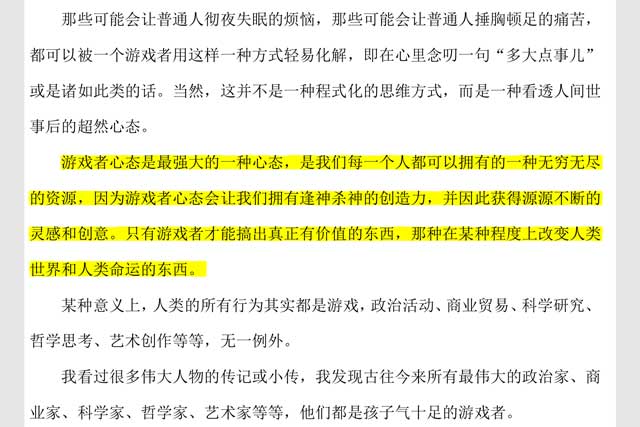 那些可能会让普通人彻夜失眠的烦恼，那些可能会让普通人捶胸顿足的痛苦，
都可以被一个游戏者用这样一种方式轻易化解，即在心里念叨一句“多大点事儿”
或是诸如此类的话。当然，这并不是一种程式化的思维方式，而是一种看透人间世
事后的超然心态。
游戏者心态是最强大的一种心态，是我们每一个人都可以拥有的一种无穷无尽
的资源，因为游戏者心态会让我们拥有逢神杀神的创造力，并因此获得源源不断的
灵感和创意。只有游戏者才能搞出真正有价值的东西，那种在某种程度上改变人类
世界和人类命运的东西。
某种意义上，人类的所有行为其实都是游戏，政治活动、商业贸易、科学研究、
哲学思考、艺术创作等等，无一例外。
我看过很多伟大人物的传记或小传，我发现古往今来所有最伟大的政治家、商
业家、科学家、哲学家、艺术家等等，他们都是孩子气十足的游戏者。